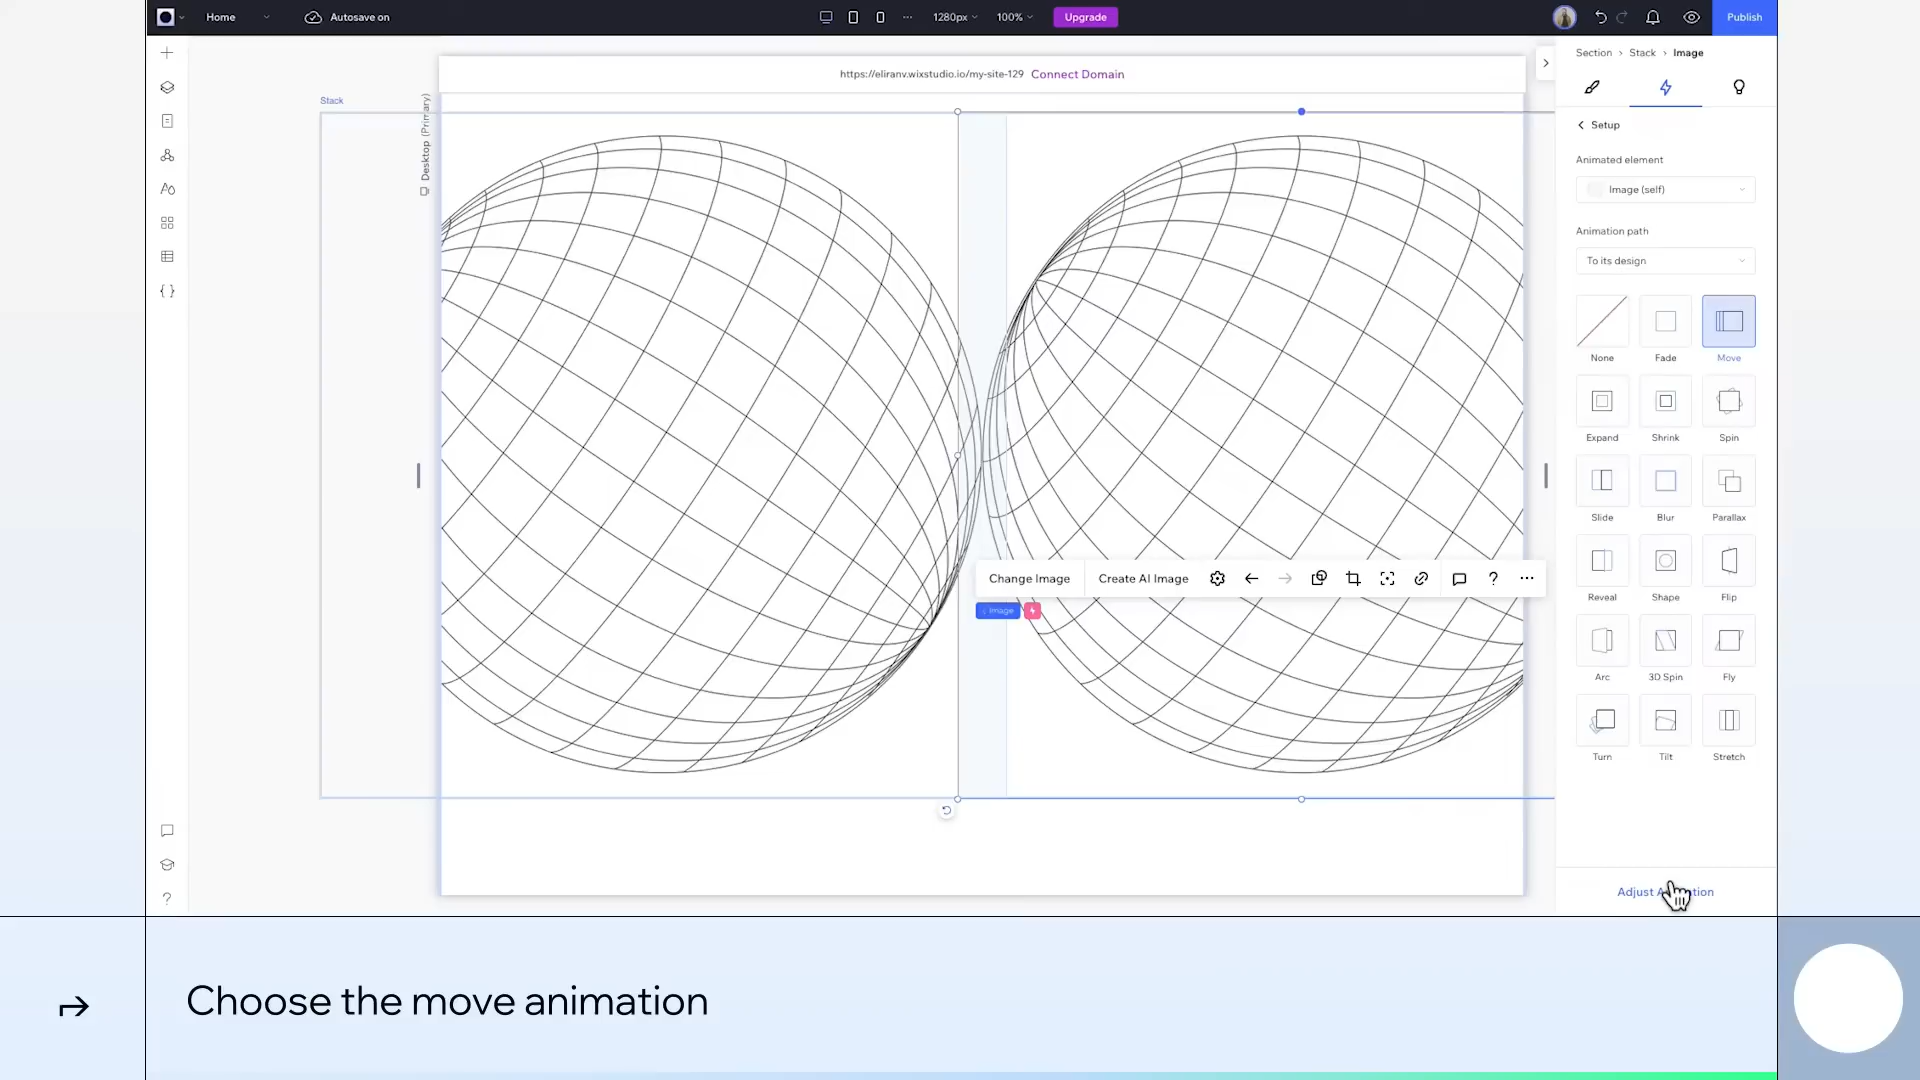 Home
Autosave on
1280px
100%
Upgrade
Publish
Section > Stack > Image
https://eliranv.wixstudio.io/my-site-129 Connect Domain
Stack
Desktop (Primary)
Setup
Animated element
Image (self)
Animation path
To its design
None
Fade
Move
Expand
Shrink
Spin
Slide
Blur
Parallax
Reveal
Shape
Flip
Arc
3D Spin
Fly
Turn
Tilt
Stretch
Change Image
Create AI Image
Image
Choose the move animation